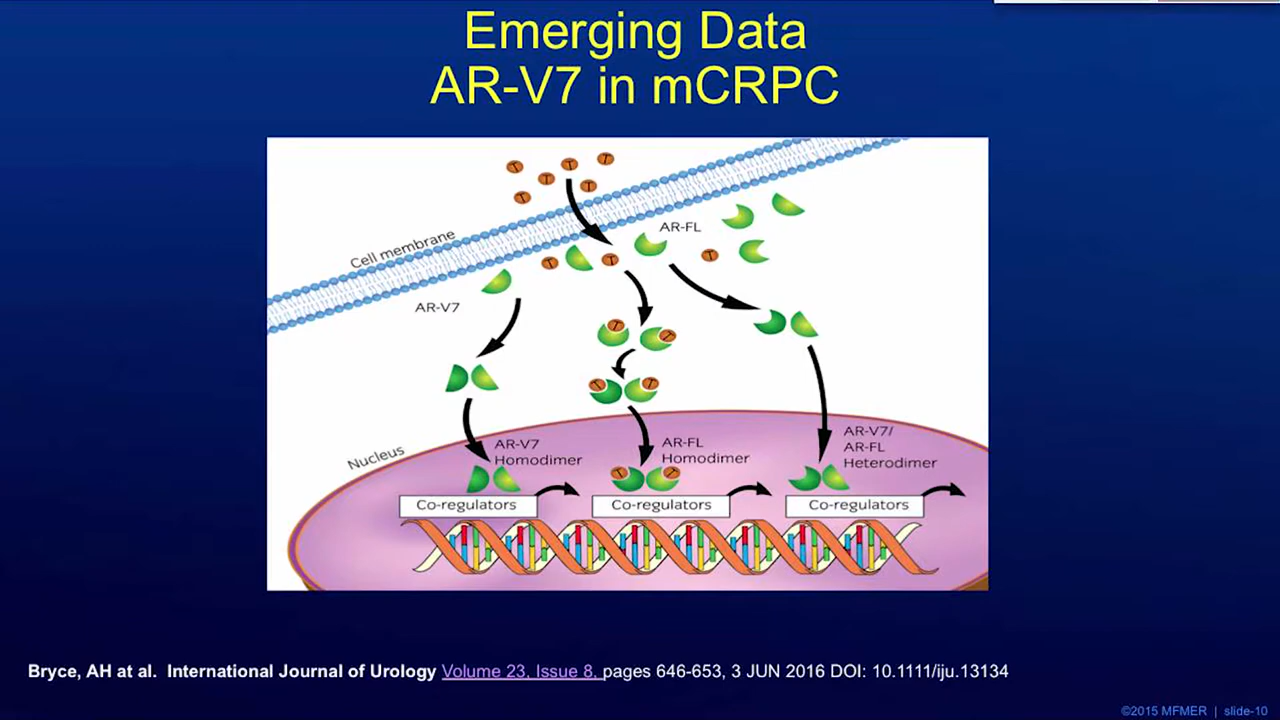 Emerging Data
AR-V7 in mCRPC
T
T
T
T
T
T
Cell membrane
AR-FL
T
T
T
AR-V7
T
T
T
T
Nucleus
AR-V7
Homodimer
AR-FL
Homodimer
AR-V7/
AR-FL
Heterodimer
T
T
Co-regulators
Co-regulators
Co-regulators
Bryce, AH at al. International Journal of Urology Volume 23, Issue 8, pages 646-653, 3 JUN 2016 DOI: 10.1111/iju.13134
©2015 MFMER | slide-10